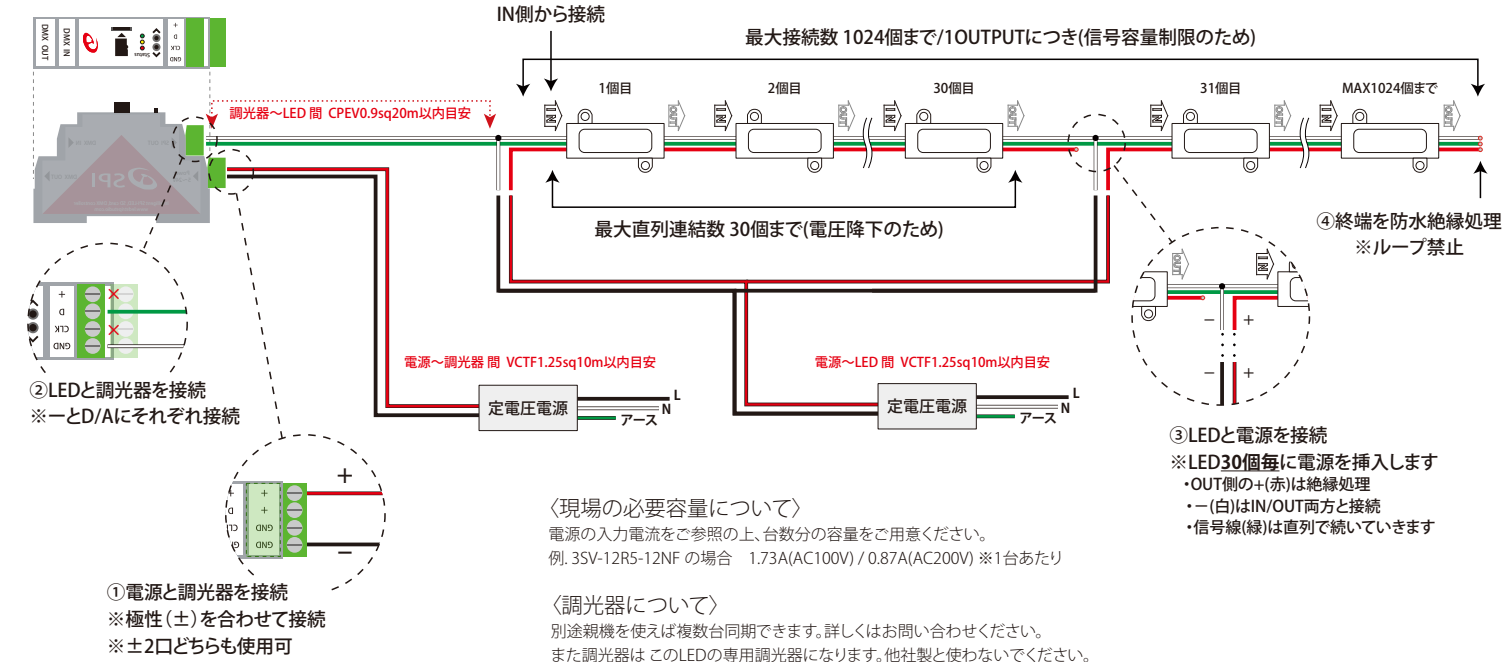 IN側から接続
最大接続数 1024個まで/1OUTPUTにつき(信号容量制限のため)
DMX OUT
DMX IN
Status
+
D
CLK
GND
調光器～LED 間 CPEV0.9sq20m以内目安
1個目
2個目
30個目
31個目
MAX1024個まで
IN
OUT
IN
OUT
IN
OUT
IN
OUT
IN
OUT
SPI
最大直列連結数 30個まで(電圧降下のため)
④終端を防水絶縁処理
※ループ禁止
OUT
IN
－
+
－
+
+
D
CLK
GND
②LEDと調光器を接続
※ーとD/Aにそれぞれ接続
電源～調光器 間 VCTF1.25sq10m以内目安
定電圧電源
L
N
アース
電源～LED 間 VCTF1.25sq10m以内目安
定電圧電源
L
N
アース
③LEDと電源を接続
※LED30個毎に電源を挿入します
・OUT側の+(赤)は絶縁処理
・－(白)はIN/OUT両方と接続
・信号線(緑)は直列で続いていきます
+
+
+
D
+
GND
GND
－
①電源と調光器を接続
※極性(±)を合わせて接続
※±2口どちらも使用可
〈現場の必要容量について〉
電源の入力電流をご参照の上、台数分の容量をご用意ください。
例. 3SV-12R5-12NF の場合　1.73A(AC100V) / 0.87A(AC200V) ※1台あたり
〈調光器について〉
別途親機を使えば複数台同期できます。詳しくはお問い合わせください。
また調光器は このLEDの専用調光器になります。他社製と使わないでください。